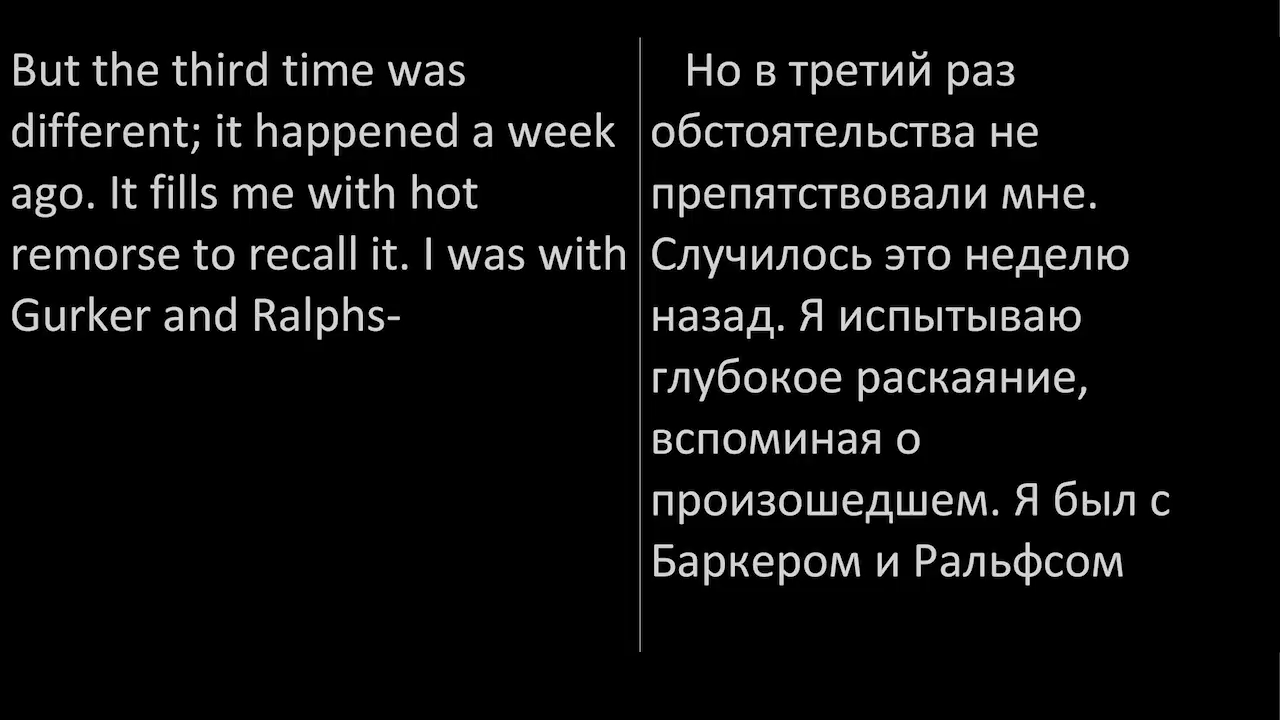 But the third time was
different; it happened a week
ago. It fills me with hot
remorse to recall it. I was with
Gurker and Ralphs-
Но в третий раз
обстоятельства не
препятствовали мне.
Случилось это неделю
назад. Я испытываю
глубокое раскаяние,
вспоминая о
произошедшем. Я был с
Баркером и Ральфсом